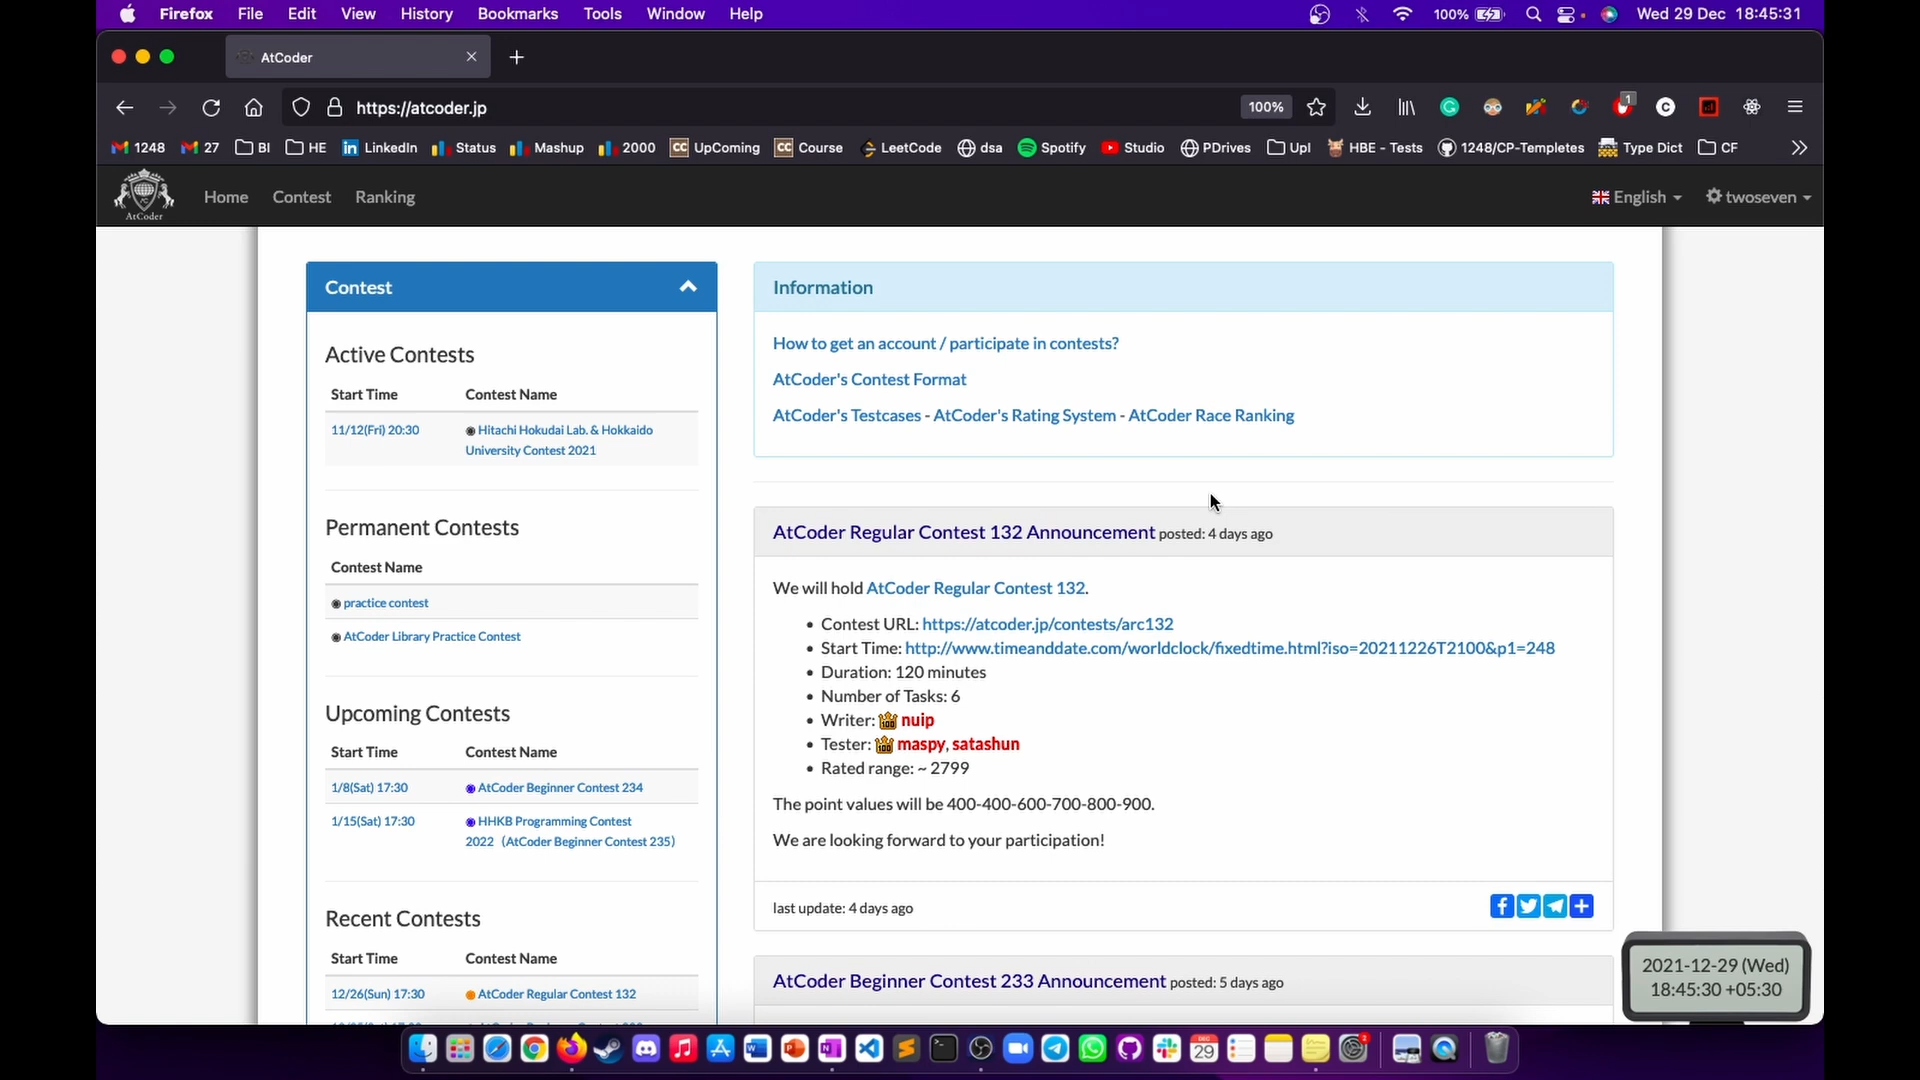 Firefox File Edit View History Bookmarks Tools Window Help 100% Wed 29 Dec 18:45:31
AtCoder
https://atcoder.jp 100% 1
1248 27 BI HE LinkedIn Status Mashup 2000 UpComing Course LeetCode dsa Spotify Studio PDrives Upl HBE - Tests 1248/CP-Templetes Type Dict CF
AtCoder Home Contest Ranking English twoseven
Contest
Active Contests
Start Time Contest Name
11/12(Fri) 20:30 Hitachi Hokudai Lab. & Hokkaido
University Contest 2021
Permanent Contests
Contest Name
practice contest
AtCoder Library Practice Contest
Upcoming Contests
Start Time Contest Name
1/8(Sat) 17:30 AtCoder Beginner Contest 234
1/15(Sat) 17:30 HHKB Programming Contest
2022 (AtCoder Beginner Contest 235)
Recent Contests
Start Time Contest Name
12/26(Sun) 17:30 AtCoder Regular Contest 132
Information
How to get an account / participate in contests?
AtCoder's Contest Format
AtCoder's Testcases - AtCoder's Rating System - AtCoder Race Ranking
AtCoder Regular Contest 132 Announcement posted: 4 days ago
We will hold AtCoder Regular Contest 132.
• Contest URL: https://atcoder.jp/contests/arc132
• Start Time: http://www.timeanddate.com/worldclock/fixedtime.html?iso=20211226T2100&p1=248
• Duration: 120 minutes
• Number of Tasks: 6
• Writer: nuip
• Tester: maspy, satashun
• Rated range: ~ 2799
The point values will be 400-400-600-700-800-900.
We are looking forward to your participation!
last update: 4 days ago
AtCoder Beginner Contest 233 Announcement posted: 5 days ago
2021-12-29 (Wed)
18:45:30 +05:30
DEC
29
2